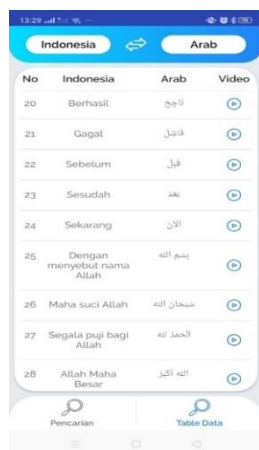 13:29
Indonesia Arab
No Indonesia Arab Video
20 Berhasil ناجح
21 Gagal فاشل
22 Sebelum قبل
23 Sesudah بعد
24 Sekarang الآن
25 Dengan بسم الله
menyebut nama
Allah
26 Maha suci Allah سبحان الله
27 Segala puji bagi الحمد لله
Allah
28 Allah Maha الله أكبر
Besar
Pencarian Table Data